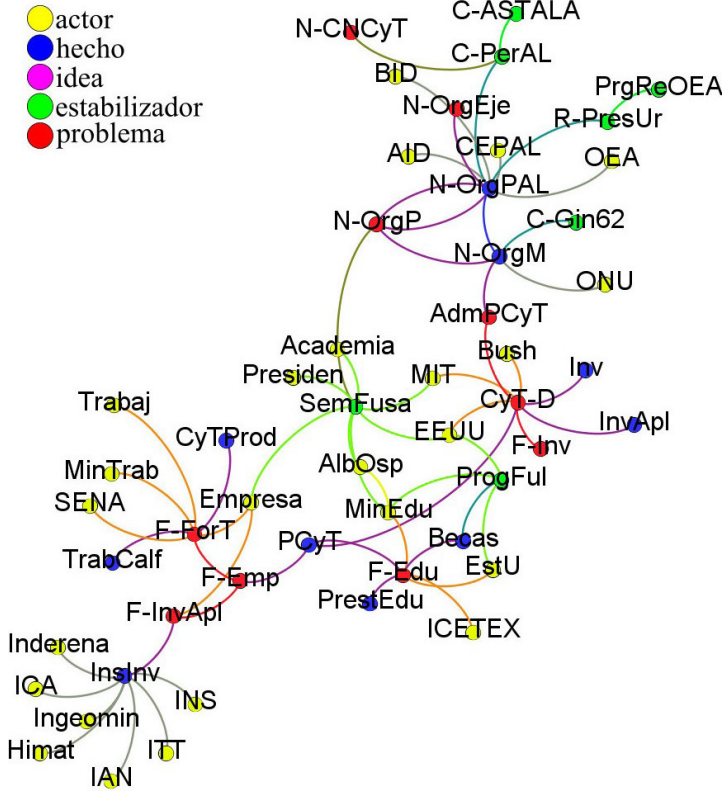 actor
hecho
idea
estabilizador
problema
C-ASTALA
N-CNCyT
C-PerAL
BID
PrgReOEA
N-OrgEje
R-PresUr
AID
CEPAL
OEA
N-OrgPAL
N-OrgP
C-Gin62
N-OrgM
ONU
AdmPCyT
Academia
Bush
Presiden
MIT
Inv
Trabaj
SemFusa
CyT-D
InvApl
CyTProd
EEUU
F-Inv
MinTrab
AlbOsp
ProgFul
SENA
Empresa
MinEdu
F-ForT
PCyT
Becas
TrabCalf
F-Emp
F-Edu
EstU
PrestEdu
F-InvApl
ICETEX
Inderena
InsInv
ICA
INS
Ingeomin
Himat
ITT
IAN